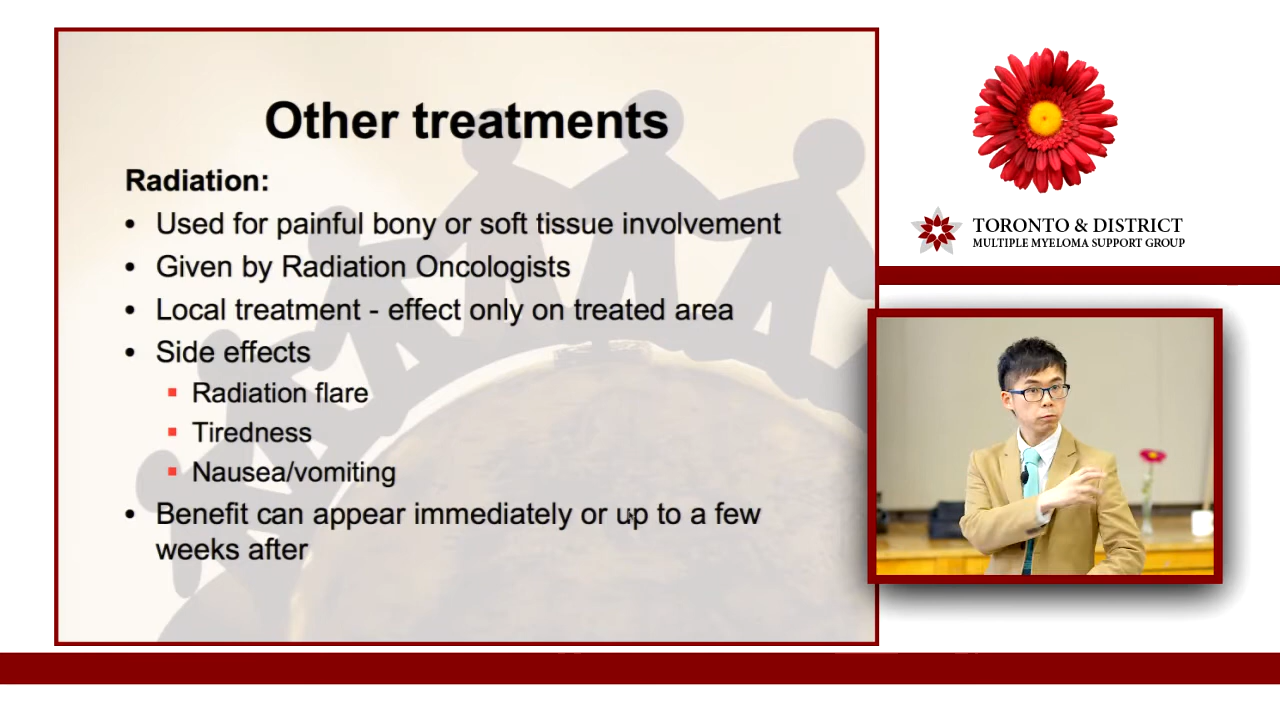 Other treatments
Radiation:
• Used for painful bony or soft tissue involvement
• Given by Radiation Oncologists
• Local treatment - effect only on treated area
• Side effects
▪ Radiation flare
▪ Tiredness
▪ Nausea/vomiting
• Benefit can appear immediately or up to a few
weeks after
TORONTO & DISTRICT
MULTIPLE MYELOMA SUPPORT GROUP